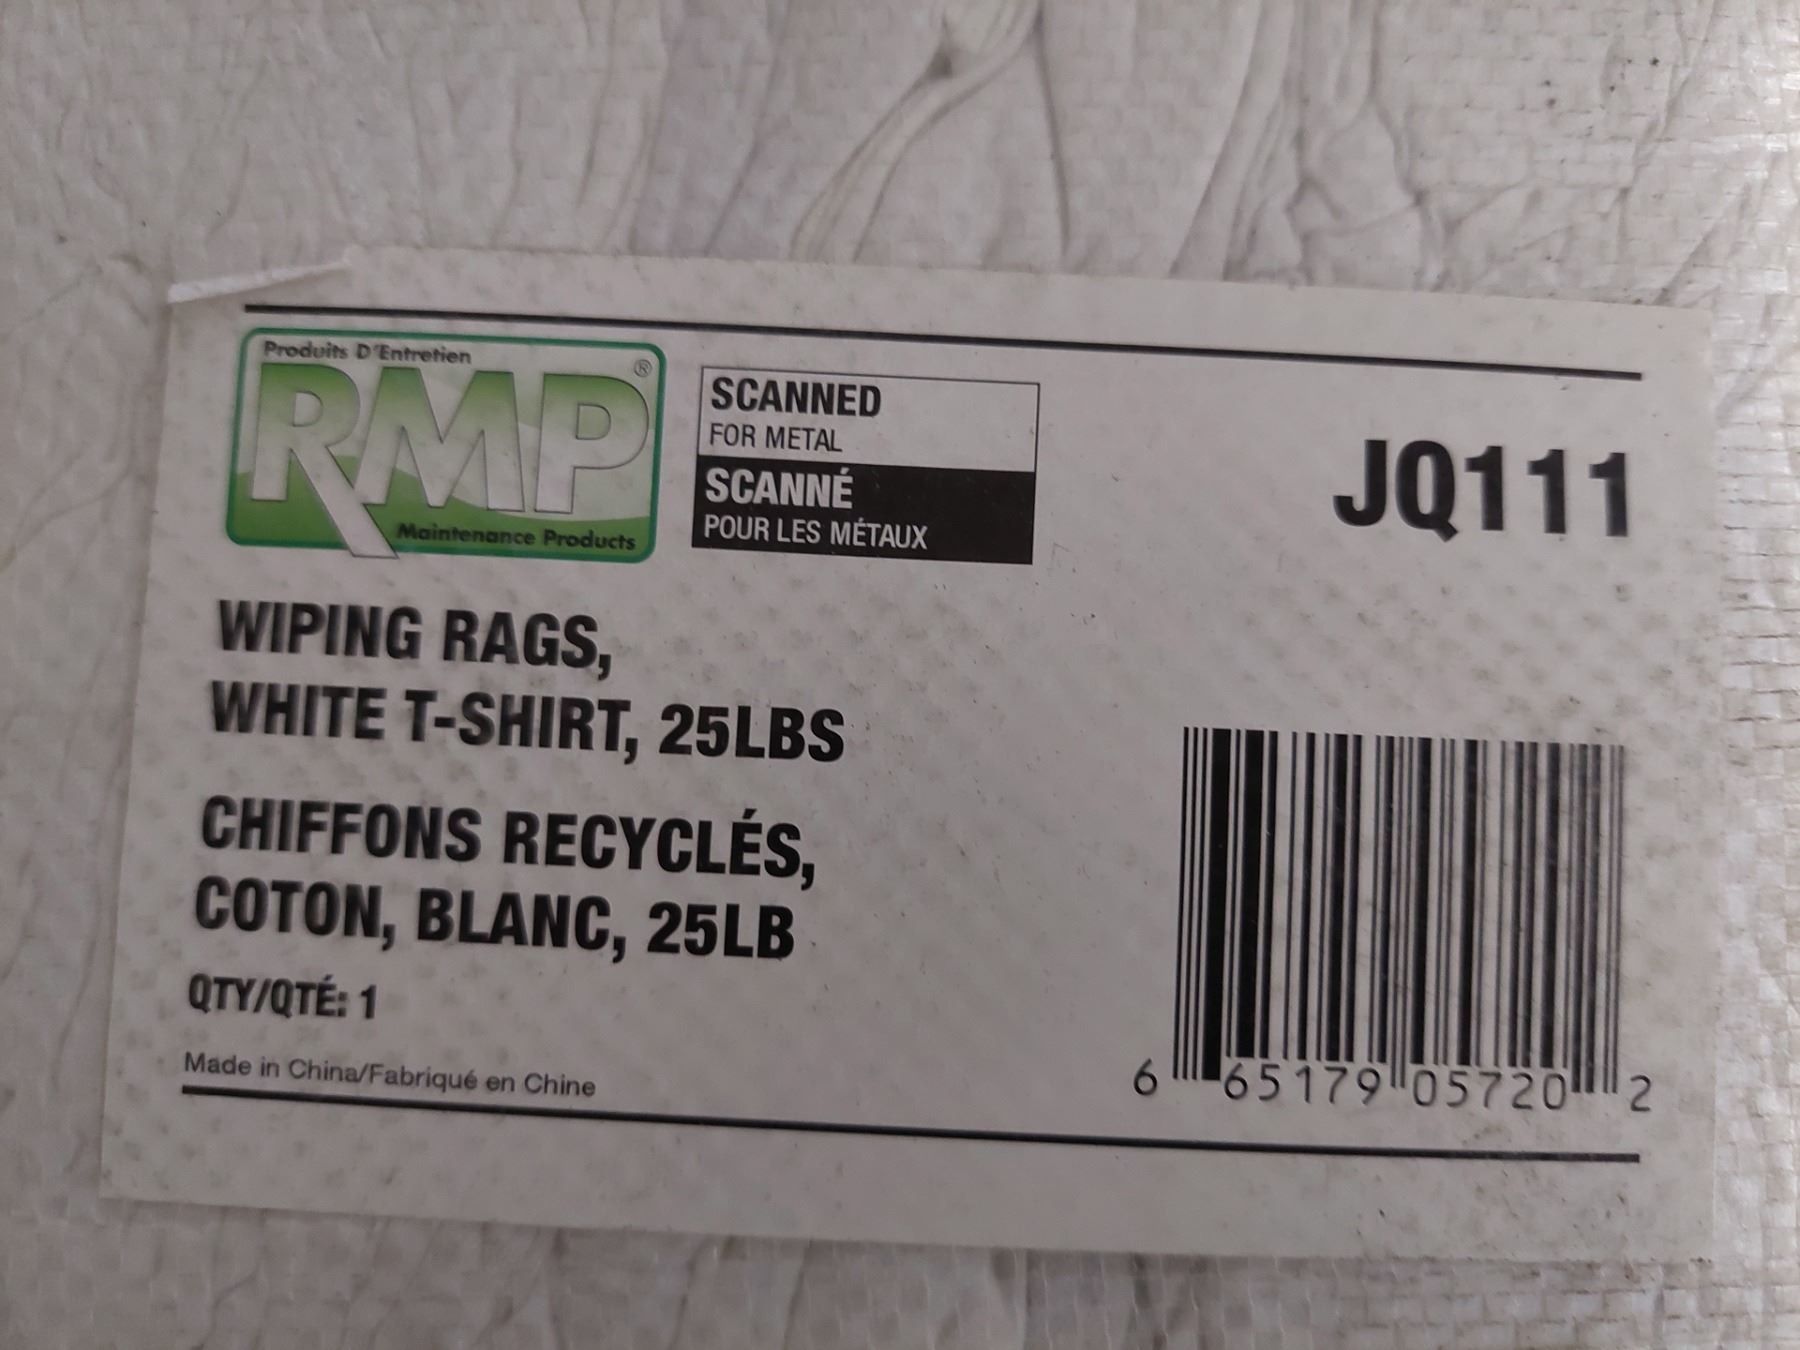 Produits D'Entretien
RMP®
Maintenance Products
SCANNED
FOR METAL
SCANNÉ
POUR LES MÉTAUX
JQ111
WIPING RAGS,
WHITE T-SHIRT, 25LBS
CHIFFONS RECYCLÉS,
COTON, BLANC, 25LB
QTY/QTÉ: 1
Made in China/Fabriqué en Chine
6 65179 05720 2